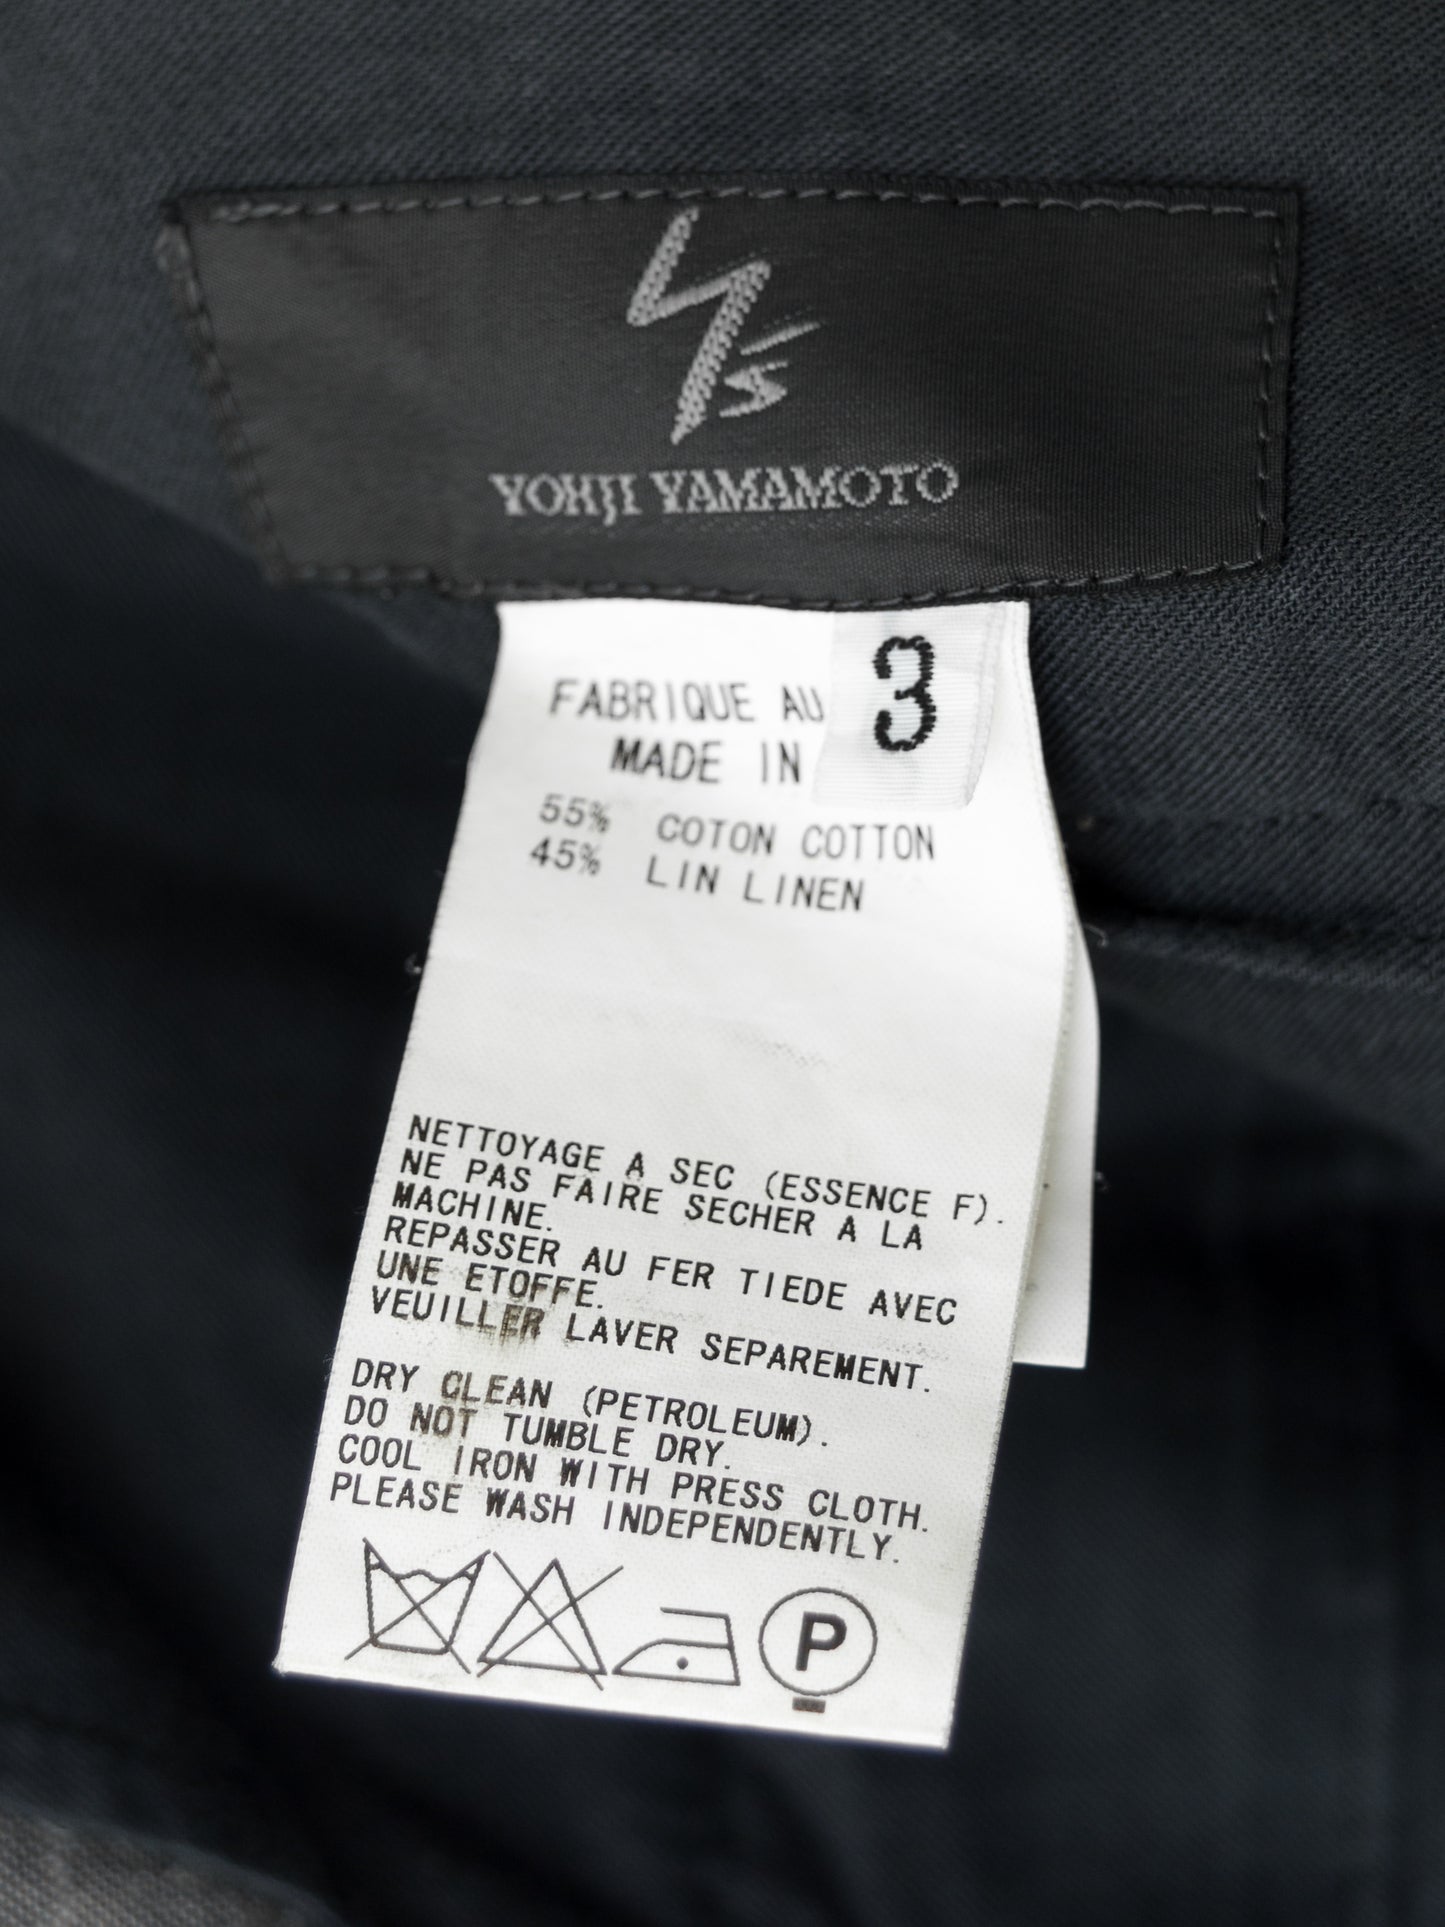 Y's
YOHJI YAMAMOTO
3
FABRIQUE AU
MADE IN
55% COTON COTTON
45% LIN LINEN
NETTOYAGE A SEC (ESSENCE F).
NE PAS FAIRE SECHER A LA
MACHINE.
REPASSER AU FER TIEDE AVEC
UNE ETOFFE.
VEUILLER LAVER SEPAREMENT.
DRY CLEAN (PETROLEUM).
DO NOT TUMBLE DRY.
COOL IRON WITH PRESS CLOTH.
PLEASE WASH INDEPENDENTLY.
P